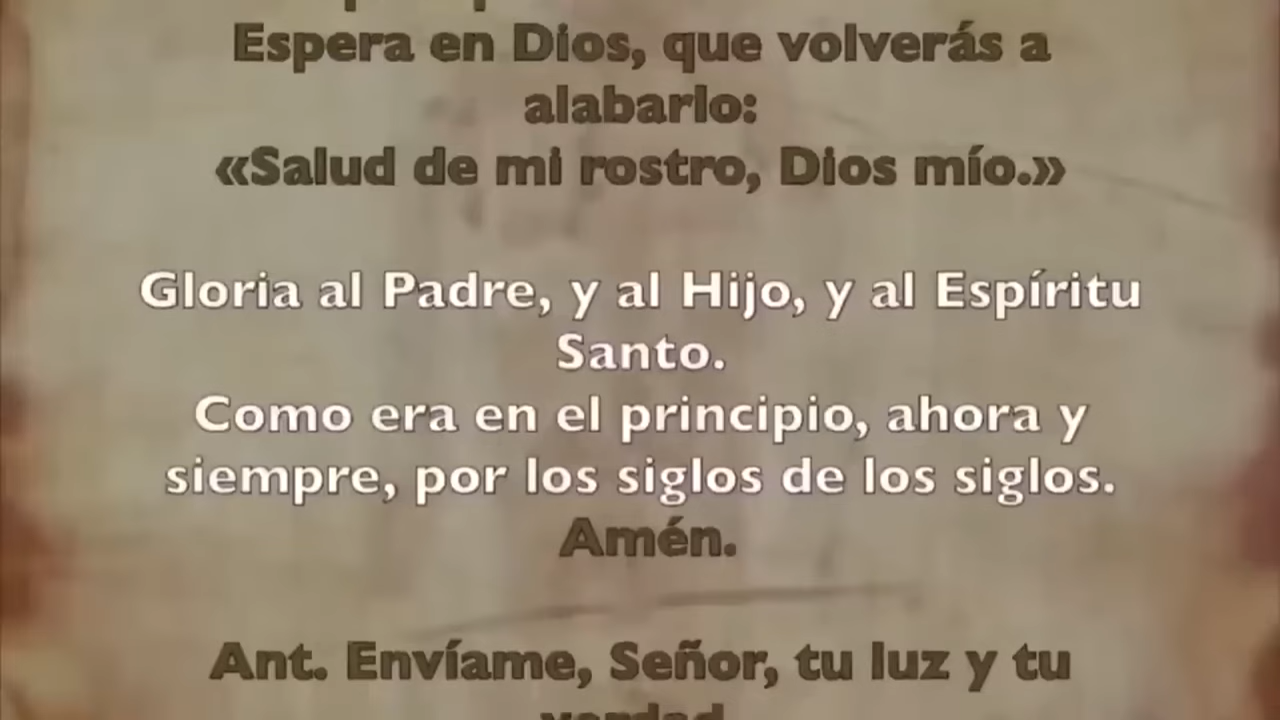 Espera en Dios, que volverás a
alabarlo:
«Salud de mi rostro, Dios mío.»
Gloria al Padre, y al Hijo, y al Espíritu
Santo.
Como era en el principio, ahora y
siempre, por los siglos de los siglos.
Amén.
Ant. Envíame, Señor, tu luz y tu
verdad